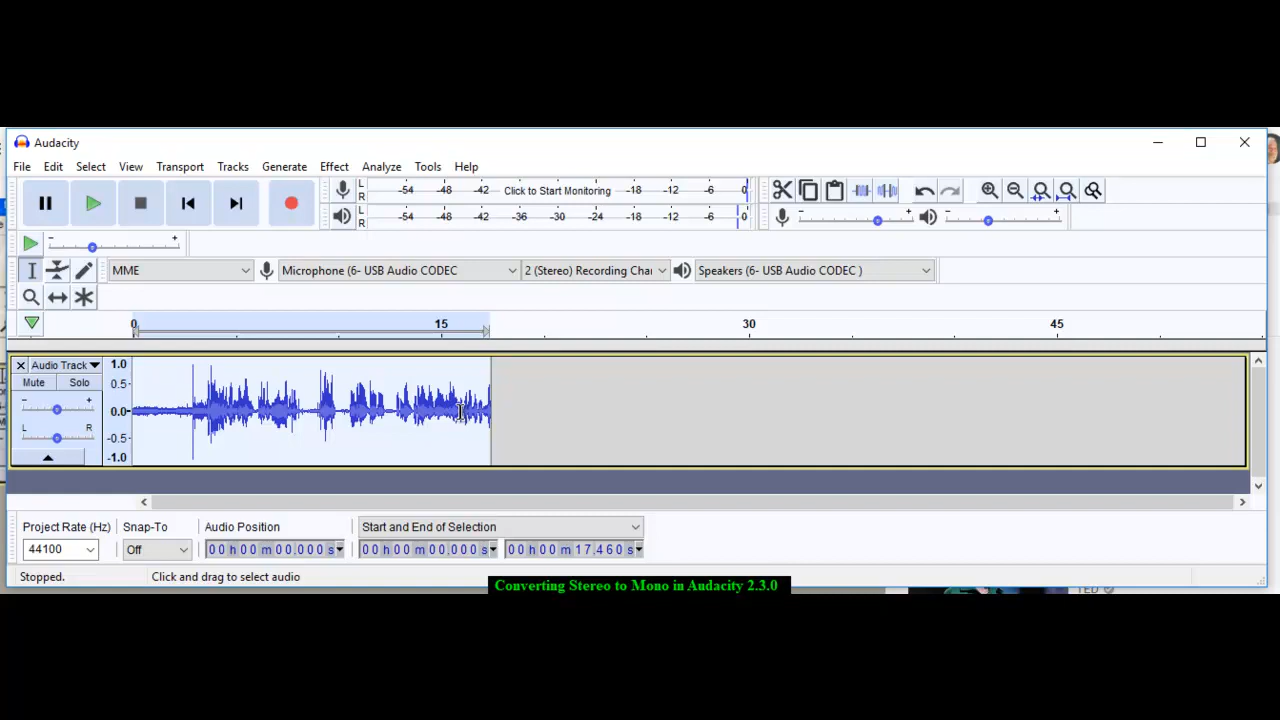 Audacity
File Edit Select View Transport Tracks Generate Effect Analyze Tools Help
L
R
-54 -48 -42 Click to Start Monitoring -18 -12 -6 0
L
R
-54 -48 -42 -36 -30 -24 -18 -12 -6 0
- +
- +
- +
MME
Microphone (6- USB Audio CODEC
2 (Stereo) Recording Chai
Speakers (6- USB Audio CODEC )
0 15 30 45
Audio Track
Mute Solo
- +
L R
1.0
0.5
0.0
-0.5
-1.0
Project Rate (Hz) Snap-To Audio Position Start and End of Selection
44100 Off 00 h 00 m 00.000 s 00 h 00 m 00.000 s 00 h 00 m 17.460 s
Stopped. Click and drag to select audio
Converting Stereo to Mono in Audacity 2.3.0
TED